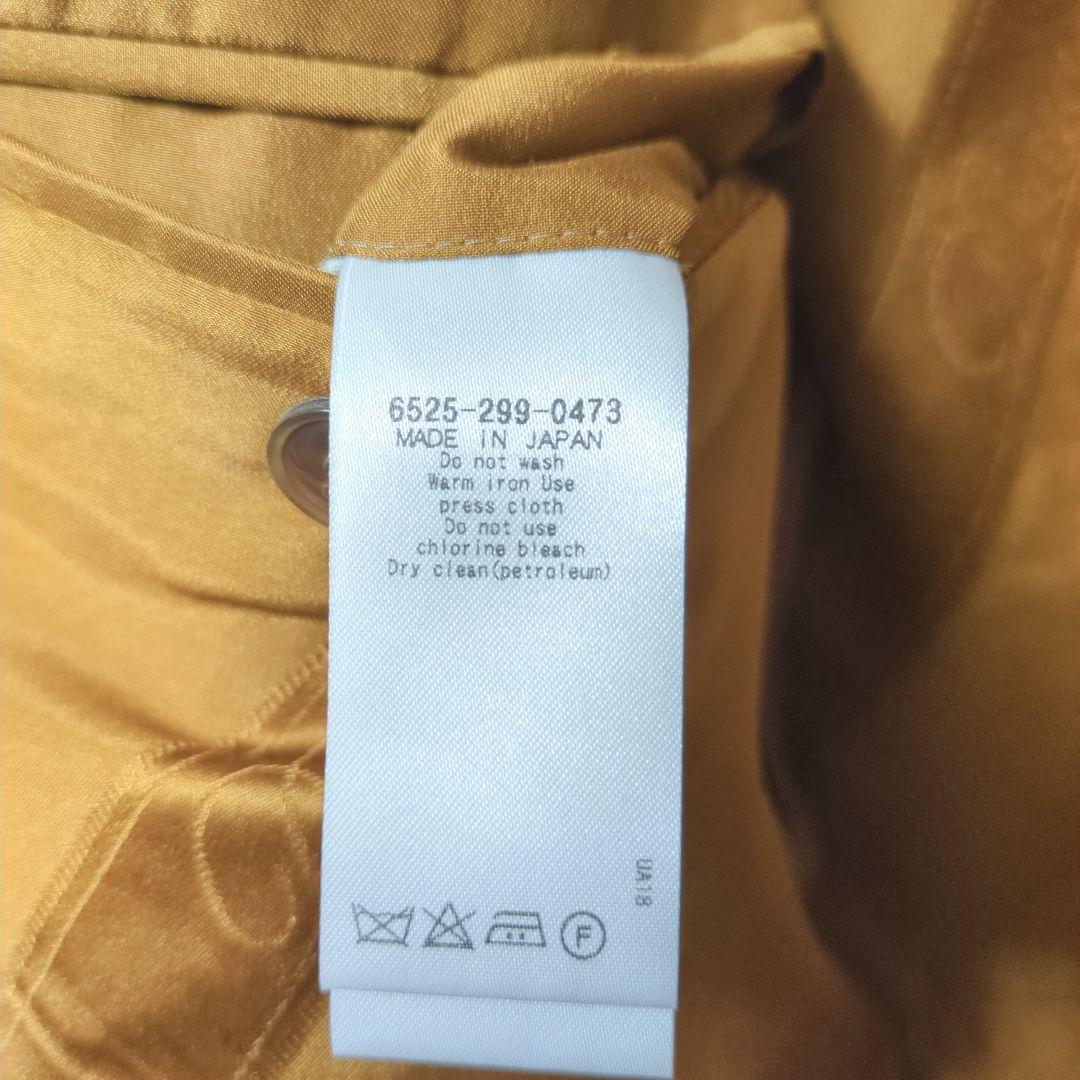 6525-299-0473
MADE IN JAPAN
Do not wash
Warm iron Use
press cloth
Do not use
chlorine bleach
Dry clean(petroleum)
UA18
F